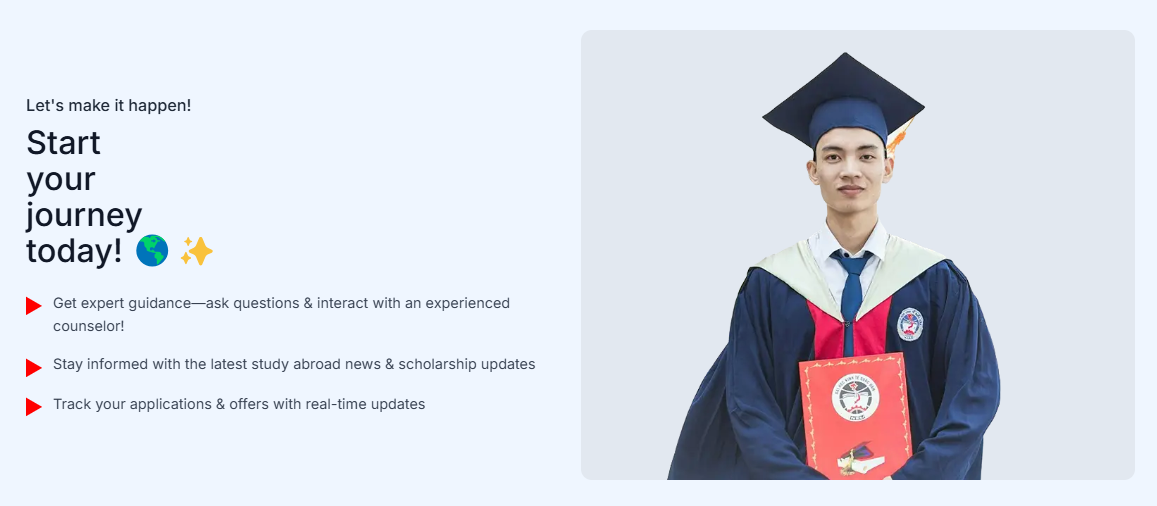 Let's make it happen!
Start
your
journey
today! 🌎 ✨
Get expert guidance—ask questions & interact with an experienced
counselor!
Stay informed with the latest study abroad news & scholarship updates
Track your applications & offers with real-time updates